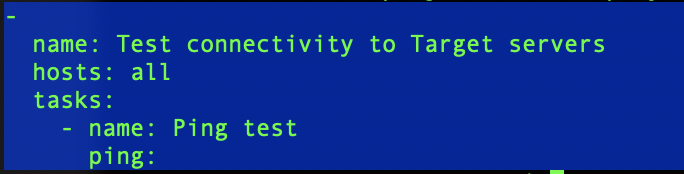 -
  name: Test connectivity to Target servers
  hosts: all
  tasks:
    - name: Ping test
      ping: